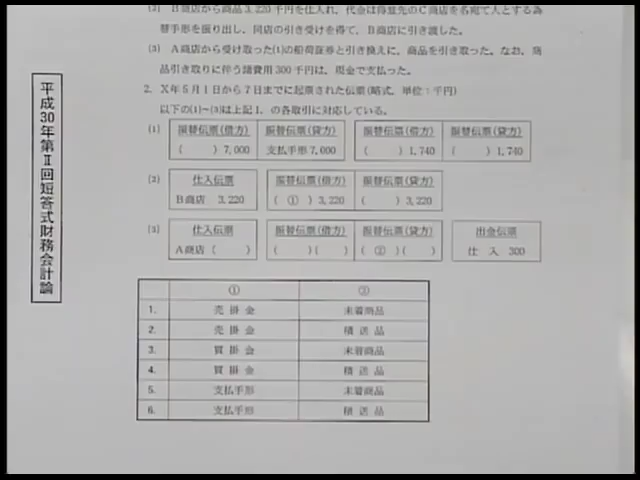 (2) B商店から商品3,220千円を仕入れ、代金は得意先のC商店を名宛て人とする為
替手形を振り出し、同店の引き受けを得て、B商店に引き渡した。
(3) A商店から受け取った(1)の船荷証券と引き換えに、商品を引き取った。なお、商
品引き取りに伴う諸費用300千円は、現金で支払った。
2. X年5月1日から7日までに起票された伝票(略式、単位:千円)
以下の(1)~(3)は上記1.の各取引に対応している。
(1) 振替伝票(借方) 振替伝票(貸方) 振替伝票(借方) 振替伝票(貸方)
( ) 7,000 支払手形 7,000 ( ) 1,740 ( ) 1,740
(2) 仕入伝票 振替伝票(借方) 振替伝票(貸方)
B商店 3,220 ( ① ) 3,220 ( ) 3,220
(3) 仕入伝票 振替伝票(借方) 振替伝票(貸方) 出金伝票
A商店 ( ) ( )( ) ( ② )( ) 仕入 300
① ②
1. 売掛金 未着商品
2. 売掛金 積送品
3. 買掛金 未着商品
4. 買掛金 積送品
5. 支払手形 未着商品
6. 支払手形 積送品
平成30年第Ⅱ回短答式財務会計論